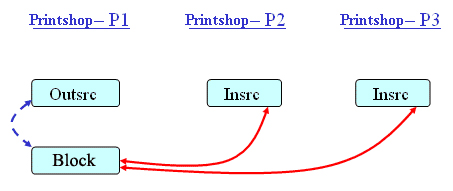 Printshop– P1 Printshop– P2 Printshop– P3
Outsrc Insrc Insrc
Block